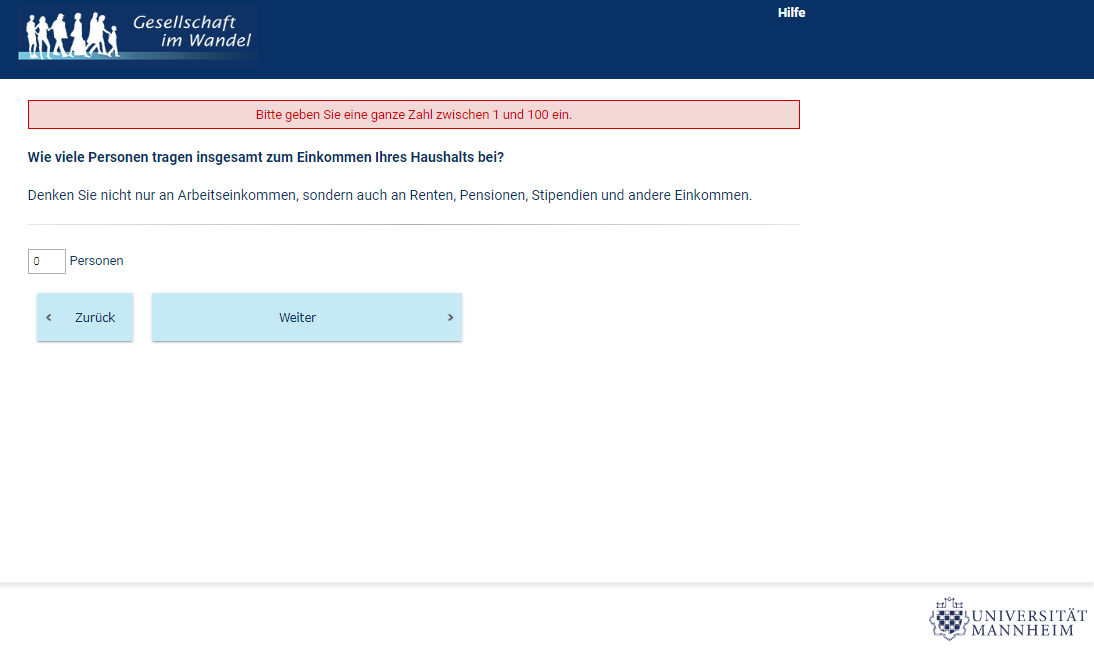 Gesellschaft
im Wandel
Hilfe
Bitte geben Sie eine ganze Zahl zwischen 1 und 100 ein.
Wie viele Personen tragen insgesamt zum Einkommen Ihres Haushalts bei?
Denken Sie nicht nur an Arbeitseinkommen, sondern auch an Renten, Pensionen, Stipendien und andere Einkommen.
0 Personen
‹ Zurück
Weiter ›
UNIVERSITÄT
MANNHEIM